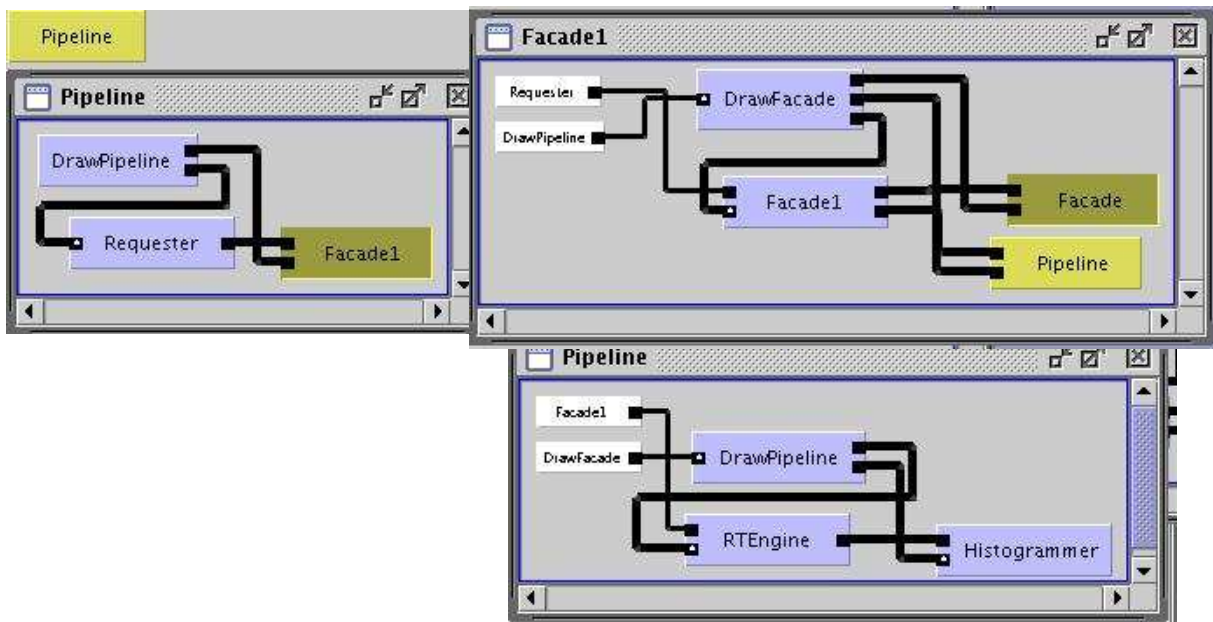 Pipeline
Pipeline
DrawPipeline
Requester
Facade1
Facade1
Requester
DrawPipeline
DrawFacade
Facade1
Facade
Pipeline
Pipeline
Facade1
DrawFacade
DrawPipeline
RTEngine
Histogrammer